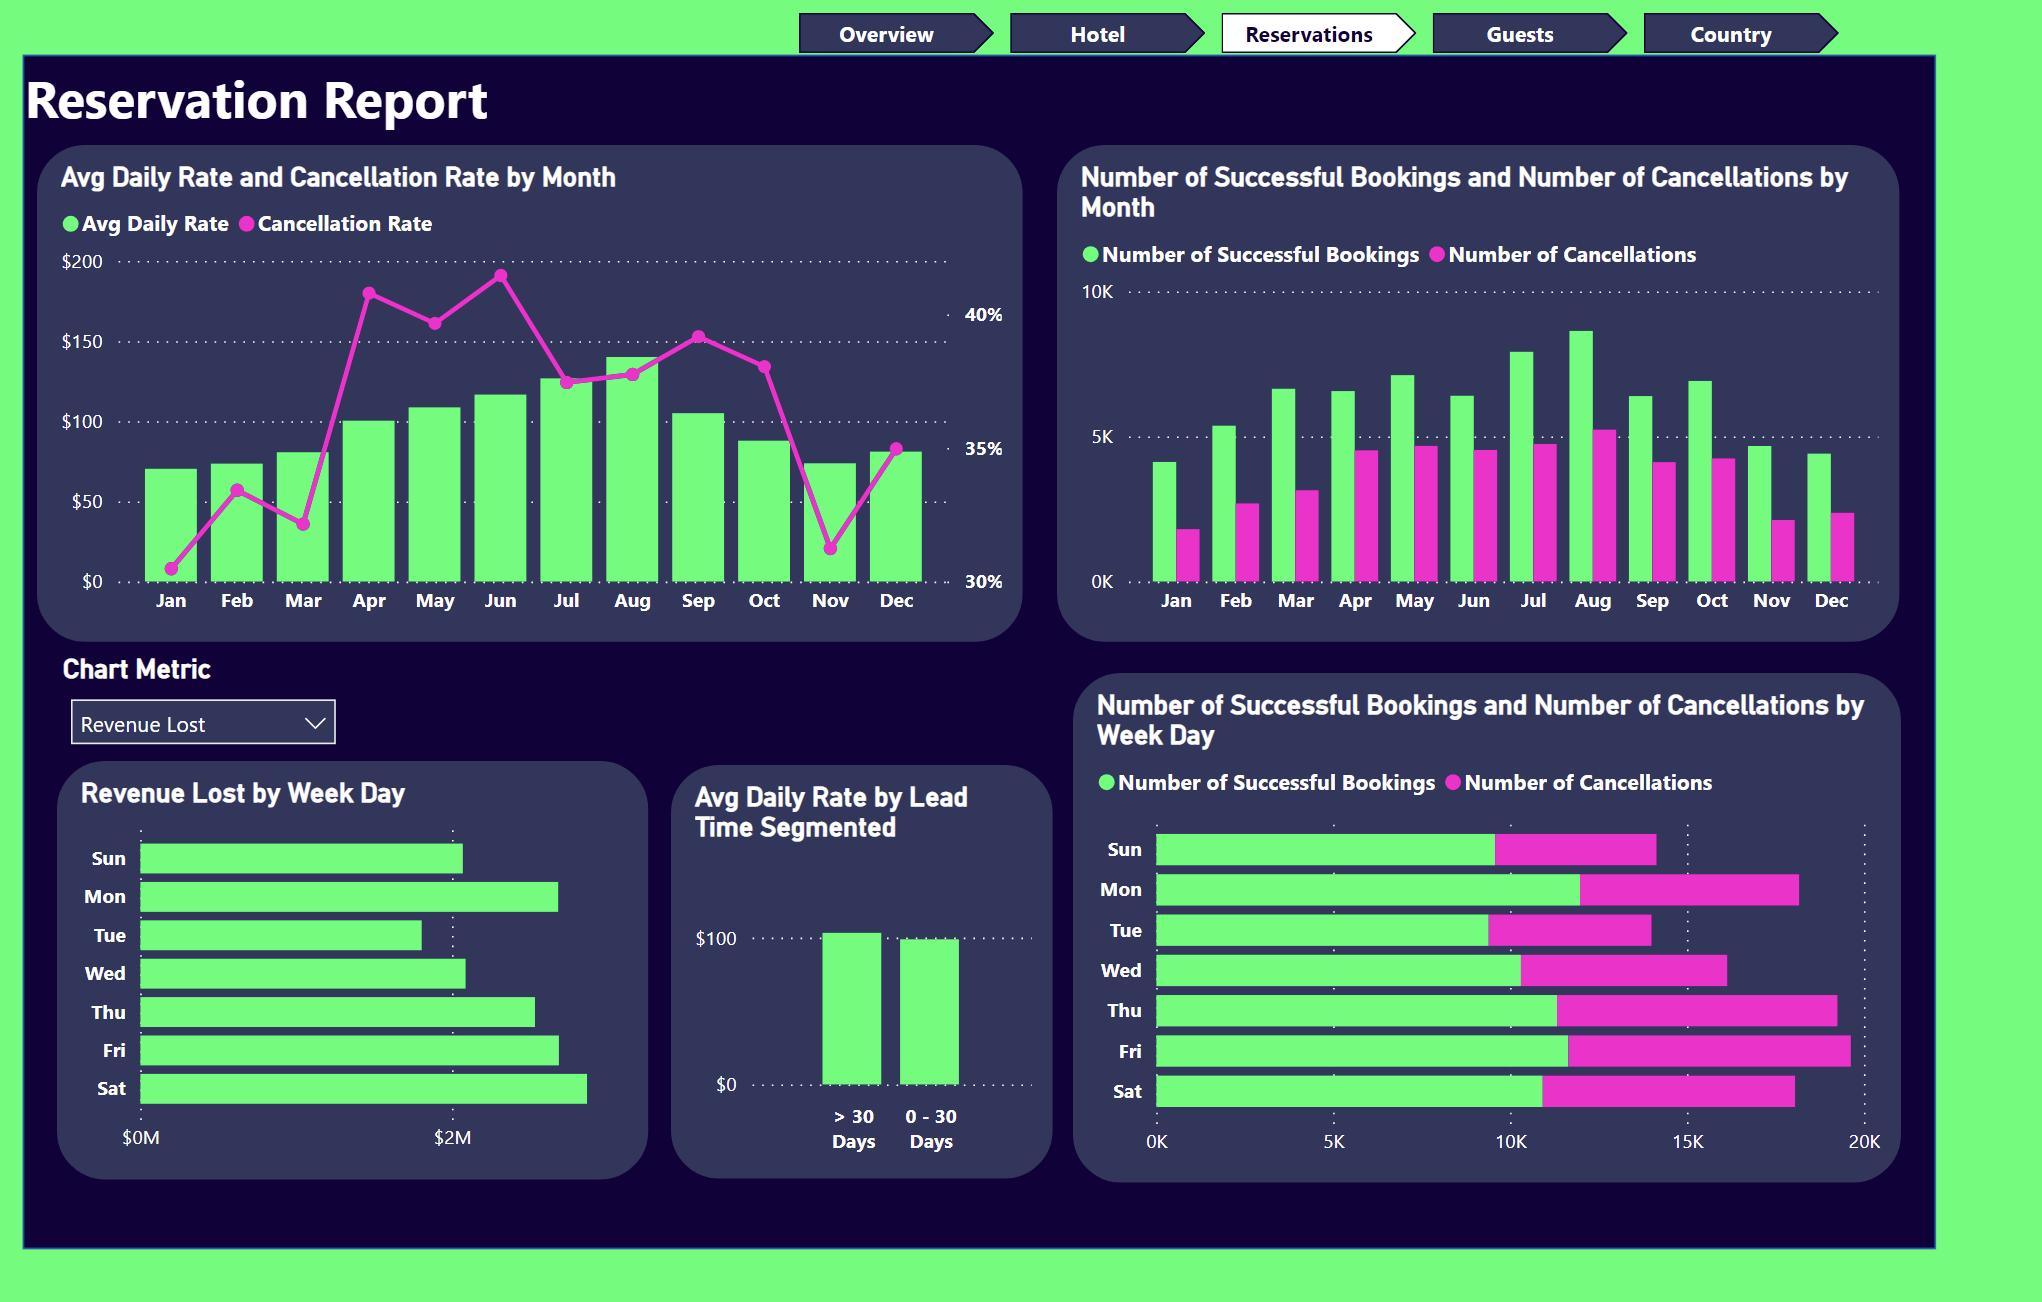 Overview Hotel Reservations Guests Country
Reservation Report
Avg Daily Rate and Cancellation Rate by Month
Avg Daily Rate Cancellation Rate
$200
$150
$100
$50
$0
40%
35%
30%
Jan Feb Mar Apr May Jun Jul Aug Sep Oct Nov Dec
Number of Successful Bookings and Number of Cancellations by
Month
Number of Successful Bookings Number of Cancellations
10K
5K
0K
Jan Feb Mar Apr May Jun Jul Aug Sep Oct Nov Dec
Chart Metric
Revenue Lost
Revenue Lost by Week Day
Sun
Mon
Tue
Wed
Thu
Fri
Sat
$0M $2M
Avg Daily Rate by Lead
Time Segmented
$100
$0
> 30 0 - 30
Days Days
Number of Successful Bookings and Number of Cancellations by
Week Day
Number of Successful Bookings Number of Cancellations
Sun
Mon
Tue
Wed
Thu
Fri
Sat
0K 5K 10K 15K 20K